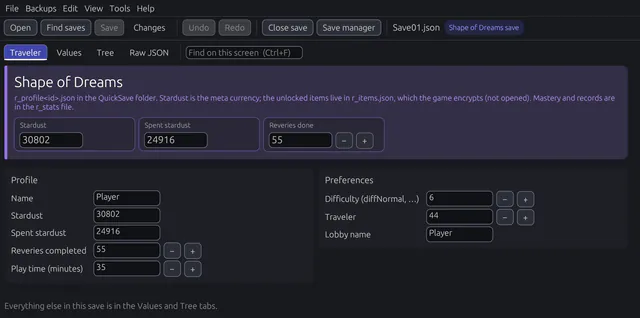 File Backups Edit View Tools Help
Open Find saves Save Changes Undo Redo Close save Save manager Save01.json Shape of Dreams save
Traveler Values Tree Raw JSON Find on this screen (Ctrl+F)
Shape of Dreams
r_profile<id>.json in the QuickSave folder. Stardust is the meta currency; the unlocked items live in r_items.json, which the game encrypts (not opened). Mastery and records are
in the r_stats file.
Stardust Spent stardust Reveries done
30802 24916 55 − +
Profile
Name Player
Stardust 30802
Spent stardust 24916
Reveries completed 55 − +
Play time (minutes) 35 − +
Preferences
Difficulty (diffNormal, ...) 6 − +
Traveler 44 − +
Lobby name Player
Everything else in this save is in the Values and Tree tabs.